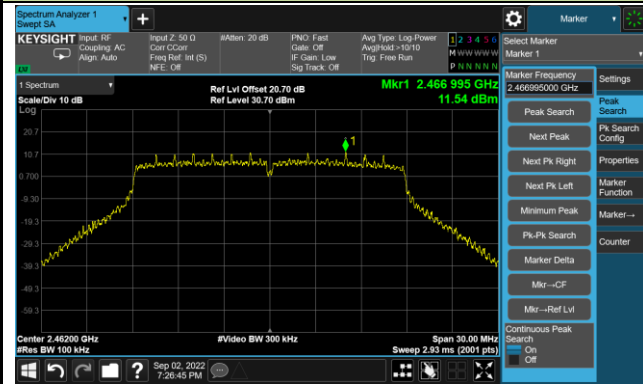 Spectrum Analyzer 1
Swept SA
+
Marker
KEYSIGHT
Input: RF
Coupling: AC
Align: Auto
Input Z: 50 Ω
Corr CCorr
Freq Ref: Int (S)
NFE: Off
#Atten: 20 dB
PNO: Fast
Gate: Off
IF Gain: Low
Sig Track: Off
Avg Type: Log-Power
Avg|Hold:>10/10
Trig: Free Run
1 2 3 4 5 6
M W W W W W
P N N N N N
Select Marker
Marker 1
1 Spectrum
Scale/Div 10 dB
Log
Ref Lvl Offset 20.70 dB
Ref Level 30.70 dBm
Mkr1 2.466 995 GHz
11.54 dBm
20.7
10.7
0.700
-9.30
-19.3
-29.3
-39.3
-49.3
-59.3
1
Center 2.46200 GHz
#Res BW 100 kHz
#Video BW 300 kHz
Span 30.00 MHz
Sweep 2.93 ms (2001 pts)
Marker Frequency
2.466995000 GHz
Peak Search
Next Peak
Next Pk Right
Next Pk Left
Minimum Peak
Pk-Pk Search
Marker Delta
Mkr→CF
Mkr→Ref Lvl
Continuous Peak
Search
On
Off
Settings
Peak
Search
Pk Search
Config
Properties
Marker
Function
Marker→
Counter
?
Sep 02, 2022
7:26:45 PM